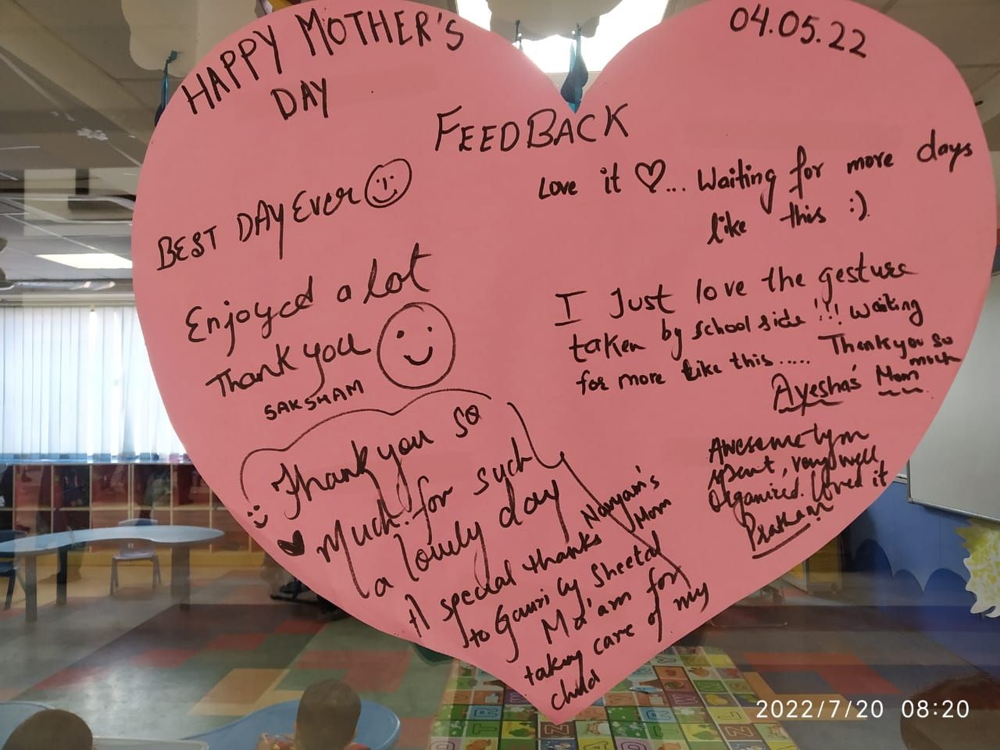 HAPPY MOTHER'S
DAY
04.05.22
FEEDBACK
BEST DAY EVER
Enjoyed a lot
Thank you
SAKSHAM
Love it ♡... Waiting for more days
like this :)
I Just love the gesture
taken by school side !!! Waiting
for more like this ..... Thank you so
much
Ayesha's Mom
Thank you so
Much for such
a lovely day
Navyam's
Mom
A special thanks
to Gauri & Sheetal
Ma'am for
taking care of my
child
Awesome tym
spent, very well
Organized. Loved it
Pratham
2022/7/20 08:20